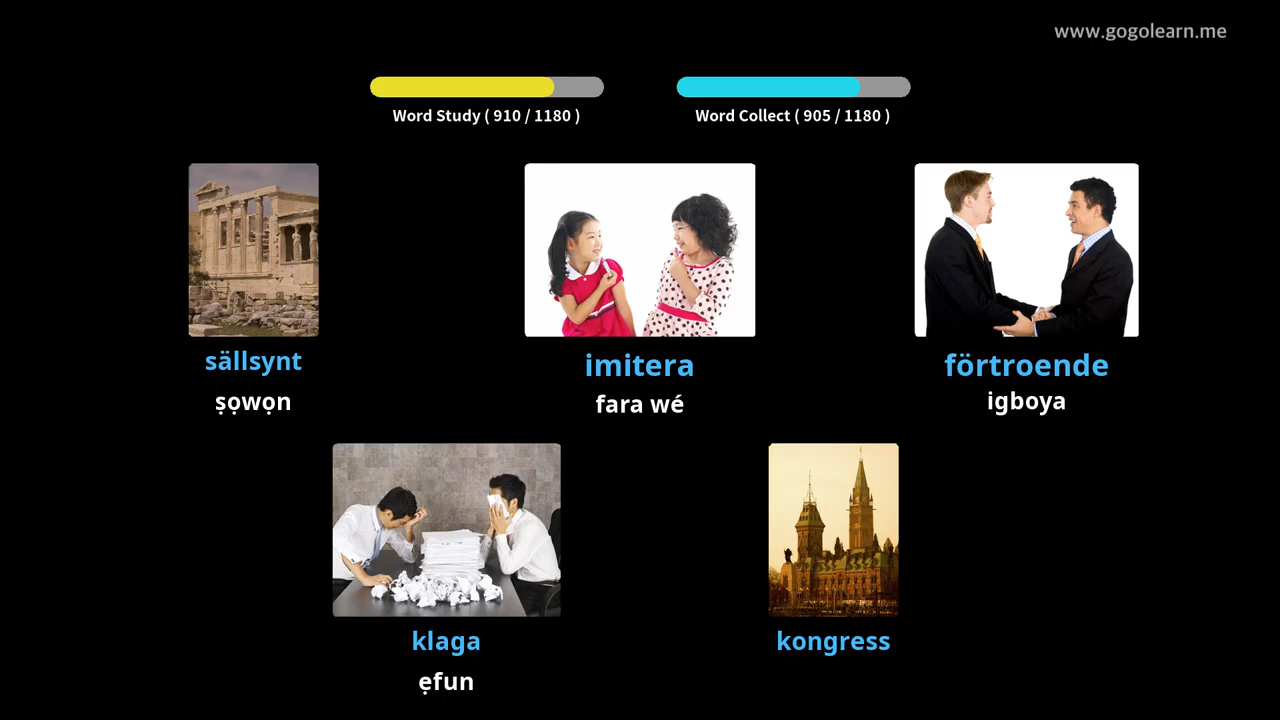 www.gogolearn.me
Word Study ( 910 / 1180 )
Word Collect ( 905 / 1180 )
sällsynt
ṣọwọn
imitera
fara wé
förtroende
igboya
klaga
ẹfun
kongress